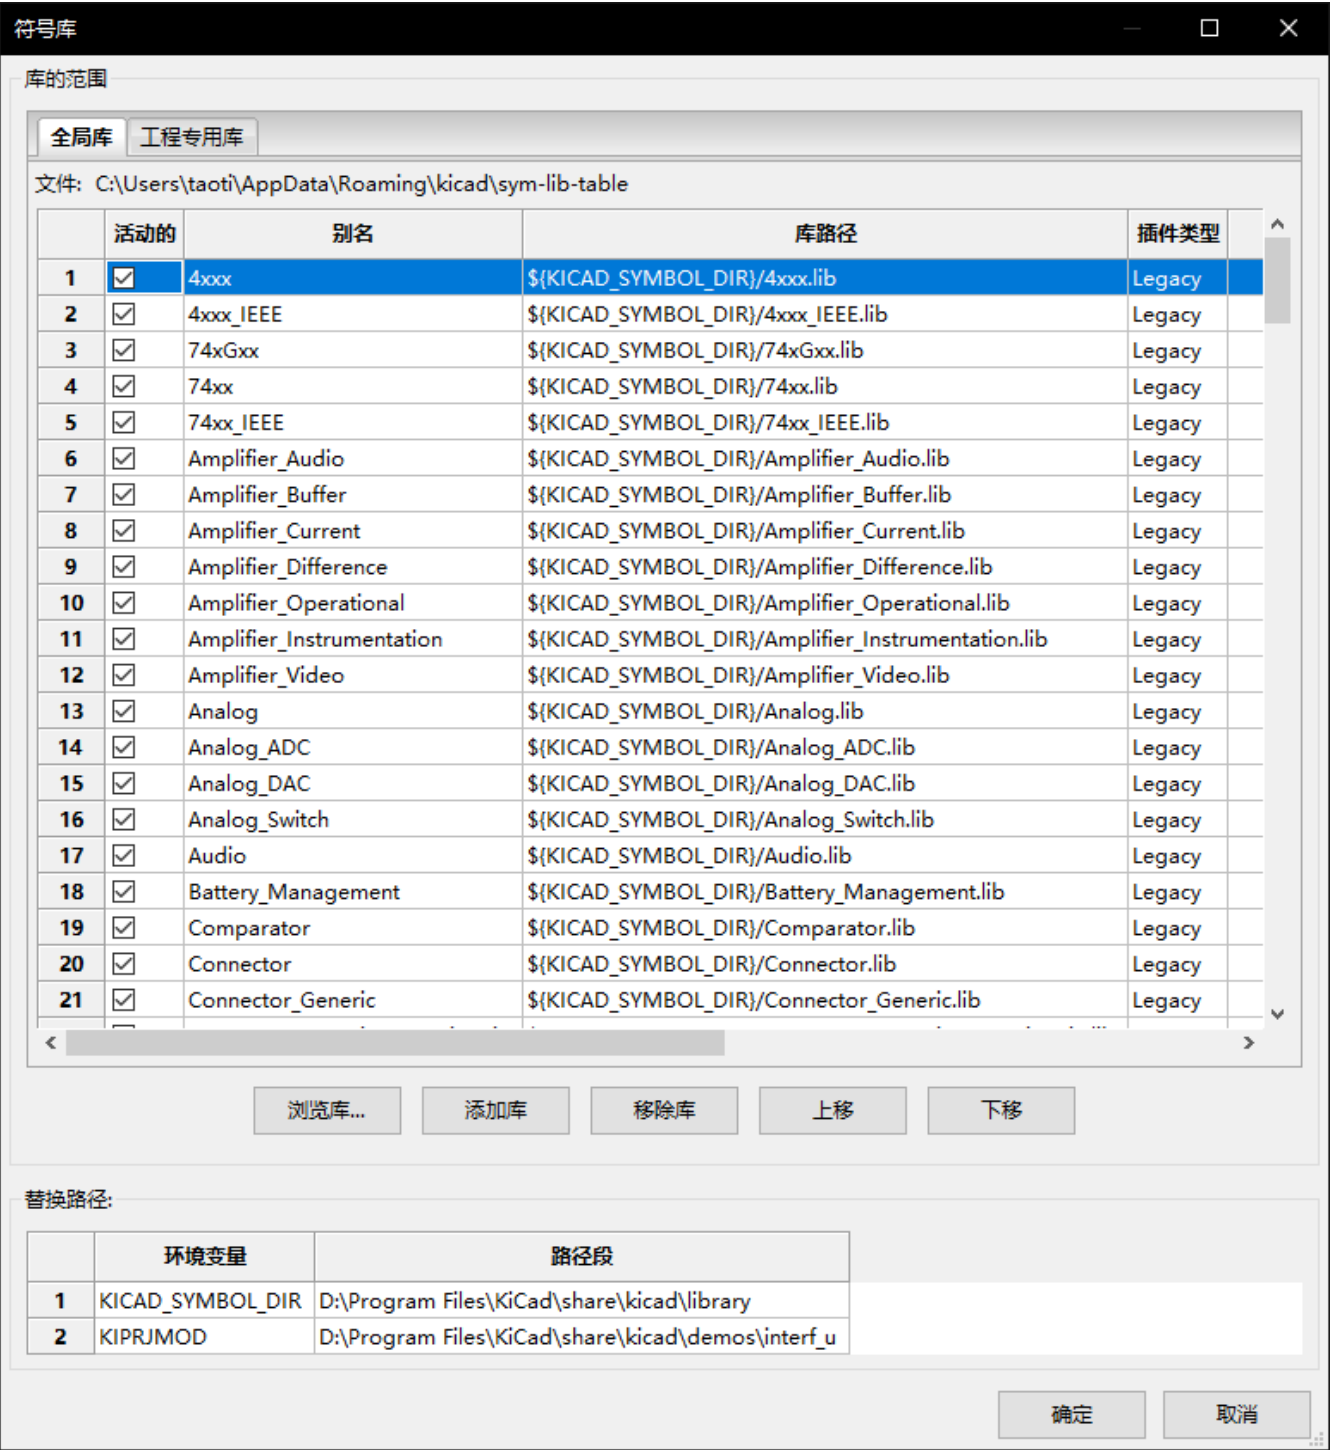 符号库
库的范围
全局库 工程专用库
文件: C:\Users\taoti\AppData\Roaming\kicad\sym-lib-table
活动的 别名 库路径 插件类型
1 4xxx ${KICAD_SYMBOL_DIR}/4xxx.lib Legacy
2 4xxx_IEEE ${KICAD_SYMBOL_DIR}/4xxx_IEEE.lib Legacy
3 74xGxx ${KICAD_SYMBOL_DIR}/74xGxx.lib Legacy
4 74xx ${KICAD_SYMBOL_DIR}/74xx.lib Legacy
5 74xx_IEEE ${KICAD_SYMBOL_DIR}/74xx_IEEE.lib Legacy
6 Amplifier_Audio ${KICAD_SYMBOL_DIR}/Amplifier_Audio.lib Legacy
7 Amplifier_Buffer ${KICAD_SYMBOL_DIR}/Amplifier_Buffer.lib Legacy
8 Amplifier_Current ${KICAD_SYMBOL_DIR}/Amplifier_Current.lib Legacy
9 Amplifier_Difference ${KICAD_SYMBOL_DIR}/Amplifier_Difference.lib Legacy
10 Amplifier_Operational ${KICAD_SYMBOL_DIR}/Amplifier_Operational.lib Legacy
11 Amplifier_Instrumentation ${KICAD_SYMBOL_DIR}/Amplifier_Instrumentation.lib Legacy
12 Amplifier_Video ${KICAD_SYMBOL_DIR}/Amplifier_Video.lib Legacy
13 Analog ${KICAD_SYMBOL_DIR}/Analog.lib Legacy
14 Analog_ADC ${KICAD_SYMBOL_DIR}/Analog_ADC.lib Legacy
15 Analog_DAC ${KICAD_SYMBOL_DIR}/Analog_DAC.lib Legacy
16 Analog_Switch ${KICAD_SYMBOL_DIR}/Analog_Switch.lib Legacy
17 Audio ${KICAD_SYMBOL_DIR}/Audio.lib Legacy
18 Battery_Management ${KICAD_SYMBOL_DIR}/Battery_Management.lib Legacy
19 Comparator ${KICAD_SYMBOL_DIR}/Comparator.lib Legacy
20 Connector ${KICAD_SYMBOL_DIR}/Connector.lib Legacy
21 Connector_Generic ${KICAD_SYMBOL_DIR}/Connector_Generic.lib Legacy
浏览库... 添加库 移除库 上移 下移
替换路径:
环境变量 路径段
1 KICAD_SYMBOL_DIR D:\Program Files\KiCad\share\kicad\library
2 KIPRJMOD D:\Program Files\KiCad\share\kicad\demos\interf_u
确定 取消